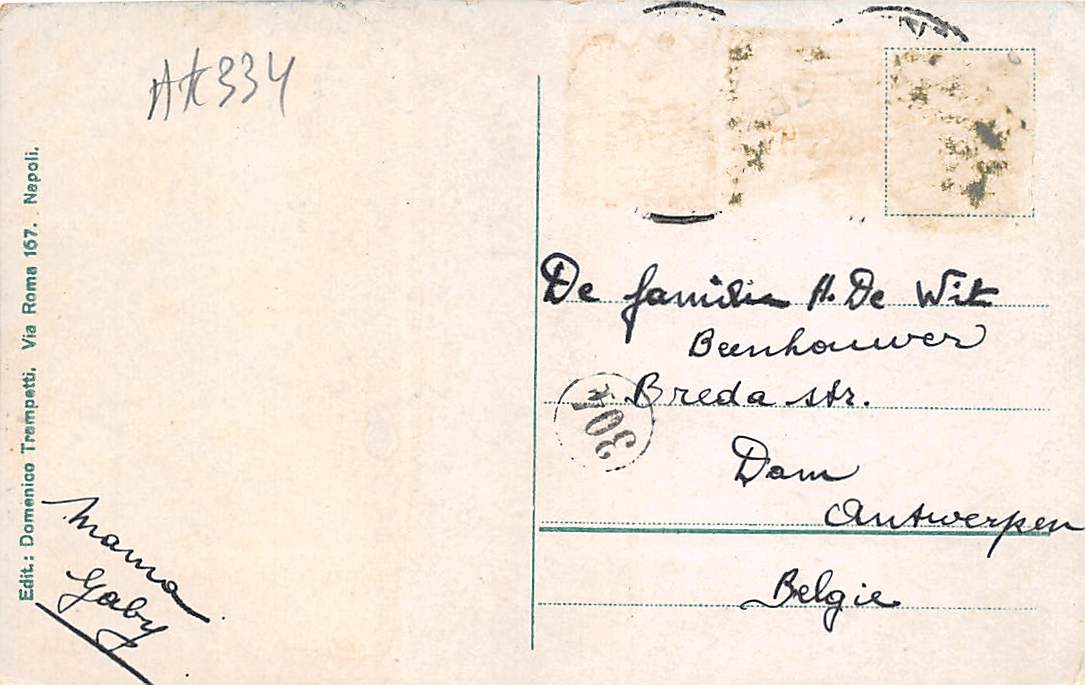 AK334
Edit.: Domenico Trampetti, Via Roma 167. Napoli.
Mama
Gaby
De familie A. De Wit
Beenhouwer
Breda str.
307
Dam
Antwerpen
Belgie